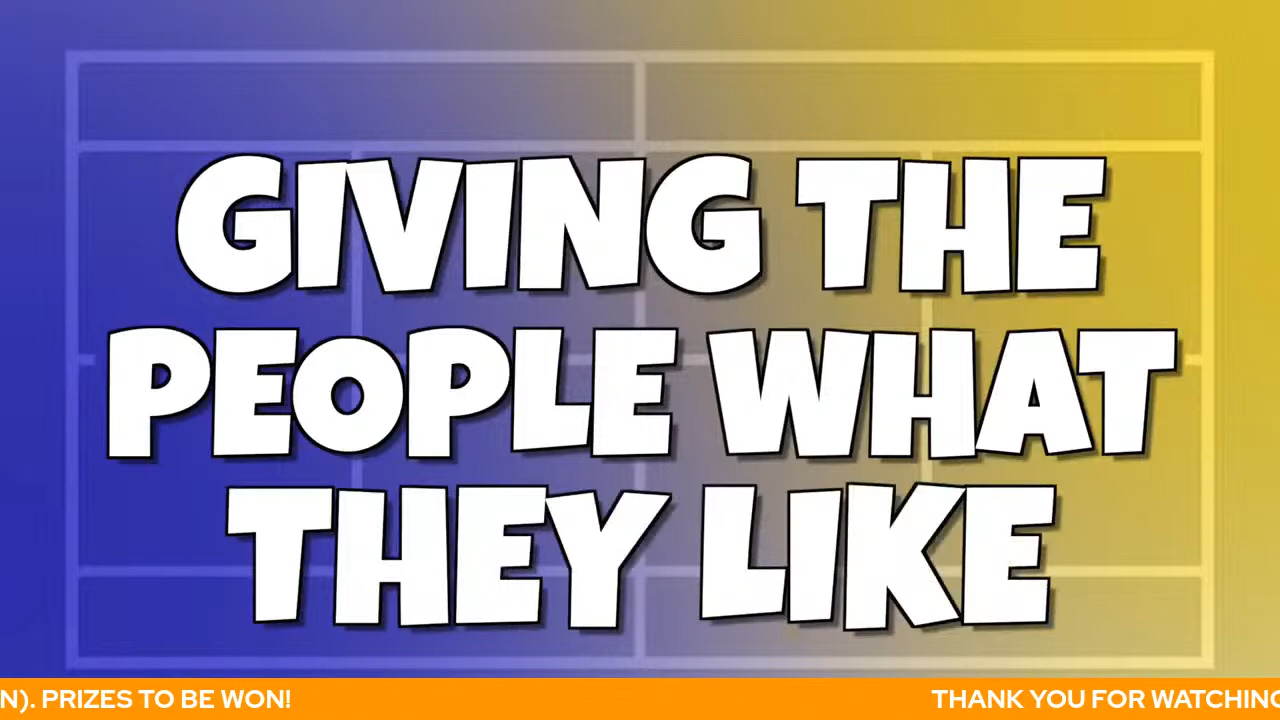 GIVING THE
PEOPLE WHAT
THEY LIKE
N). PRIZES TO BE WON!
THANK YOU FOR WATCHING